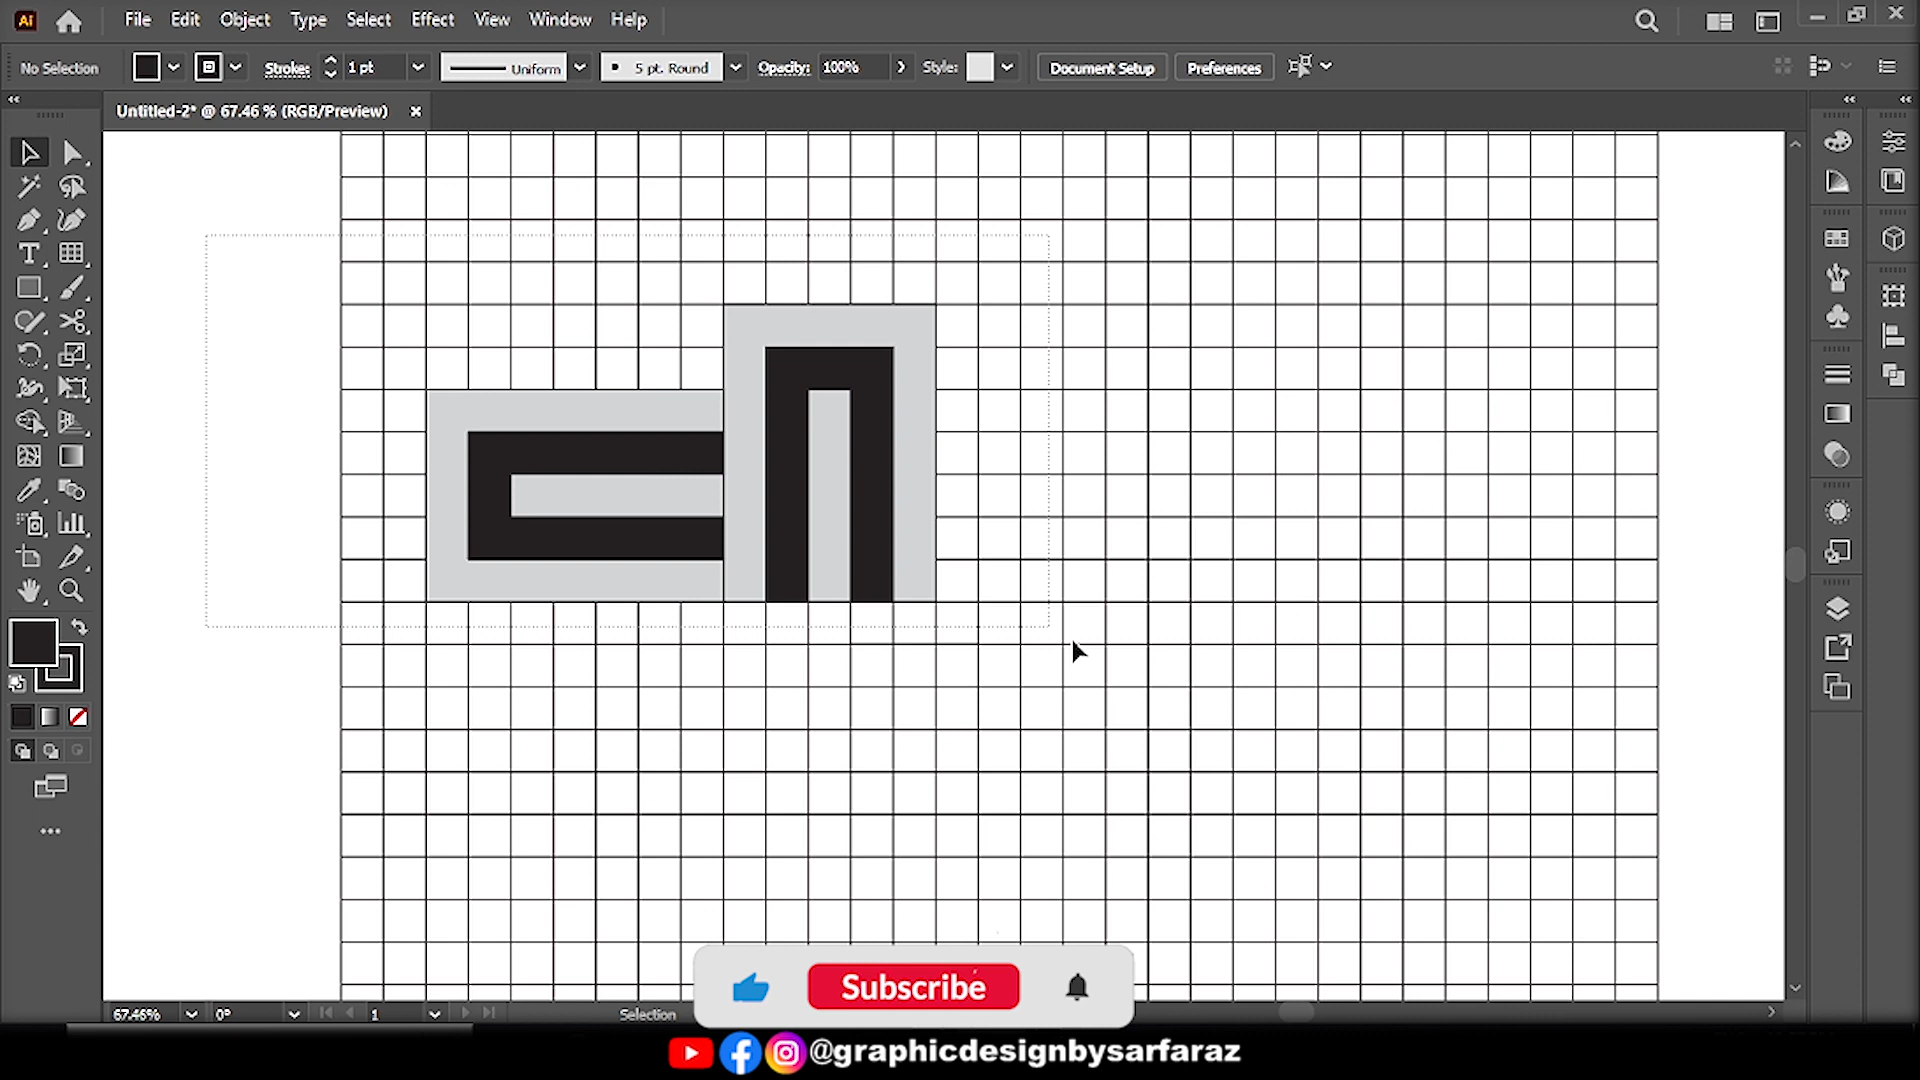 Ai File Edit Object Type Select Effect View Window Help
No Selection Stroke: 1 pt Uniform 5 pt. Round Opacity: 100% Style: Document Setup Preferences
Untitled-2* @ 67.46 % (RGB/Preview)
Subscribe
67.46% 0° 1 Selection
@graphicdesignbysarfaraz